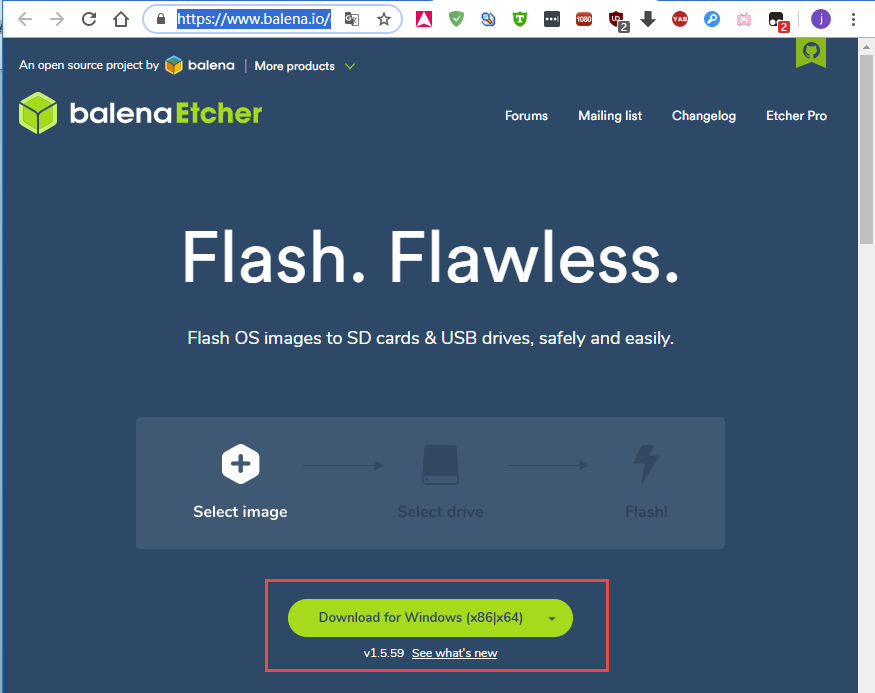 https://www.balena.io/
1080
2
YAB
j
2
An open source project by balena | More products
balenaEtcher
Forums Mailing list Changelog Etcher Pro
Flash. Flawless.
Flash OS images to SD cards & USB drives, safely and easily.
Select image Select drive Flash!
Download for Windows (x86|x64)
v1.5.59 See what's new